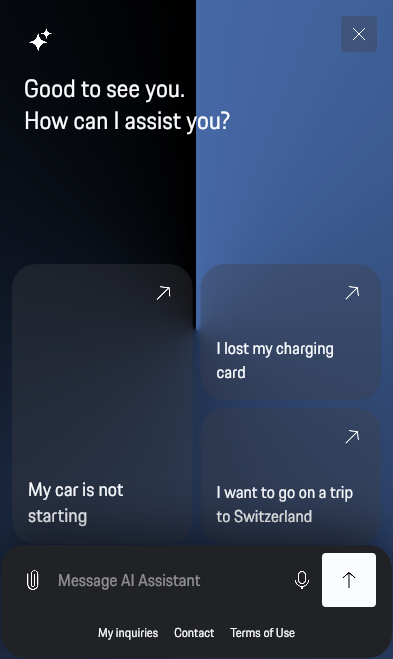 Good to see you.
How can I assist you?
I lost my charging
card
My car is not
starting
I want to go on a trip
to Switzerland
Message AI Assistant
My inquiries Contact Terms of Use